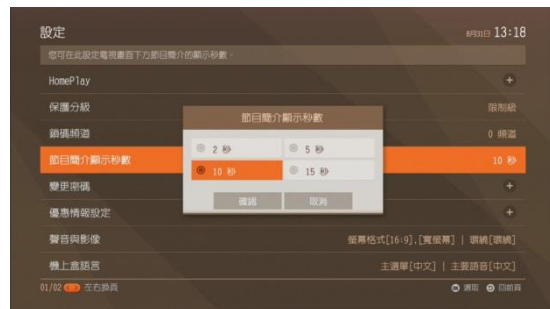 設定
8月31日 13:18
您可在此設定電視畫面下方節目簡介的顯示秒數。
HomePlay +
保護分級 限制級
鎖碼頻道 0 頻道
節目簡介顯示秒數 10 秒
變更密碼 +
優惠情報設定 +
聲音與影像 螢幕格式[16:9],[寬螢幕] | 環繞[環繞]
機上盒語言 主選單[中文] | 主要語音[中文]
節目簡介顯示秒數
2 秒 5 秒
10 秒 15 秒
確認 取消
01/02 左右換頁 選取 回前頁